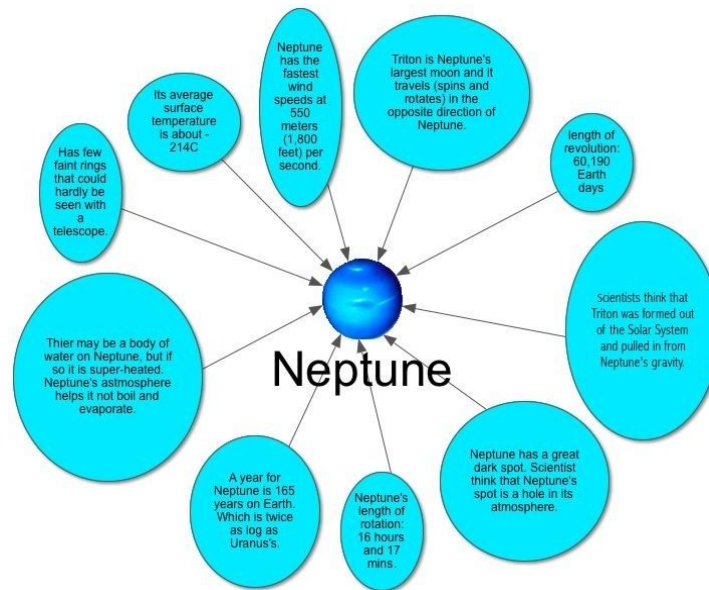 Neptune
has the
fastest
wind
speeds at
550
meters
(1,800
feet) per
second.
Triton is Neptune's
largest moon and it
travels (spins and
rotates) in the
opposite direction of
Neptune.
Its average
surface
temperature
is about -
214C
Has few
faint rings
that could
hardly be
seen with
a
telescope.
length of
revolution:
60,190
Earth
days
Scientists think that
Triton was formed out
of the Solar System
and pulled in from
Neptune's gravity.
Thier may be a body of
water on Neptune, but if
so it is super-heated.
Neptune's astmosphere
helps it not boil and
evaporate.
Neptune
A year for
Neptune is 165
years on Earth.
Which is twice
as log as
Uranus's.
Neptune's
length of
rotation:
16 hours
and 17
mins.
Neptune has a great
dark spot. Scientist
think that Neptune's
spot is a hole in its
atmosphere.